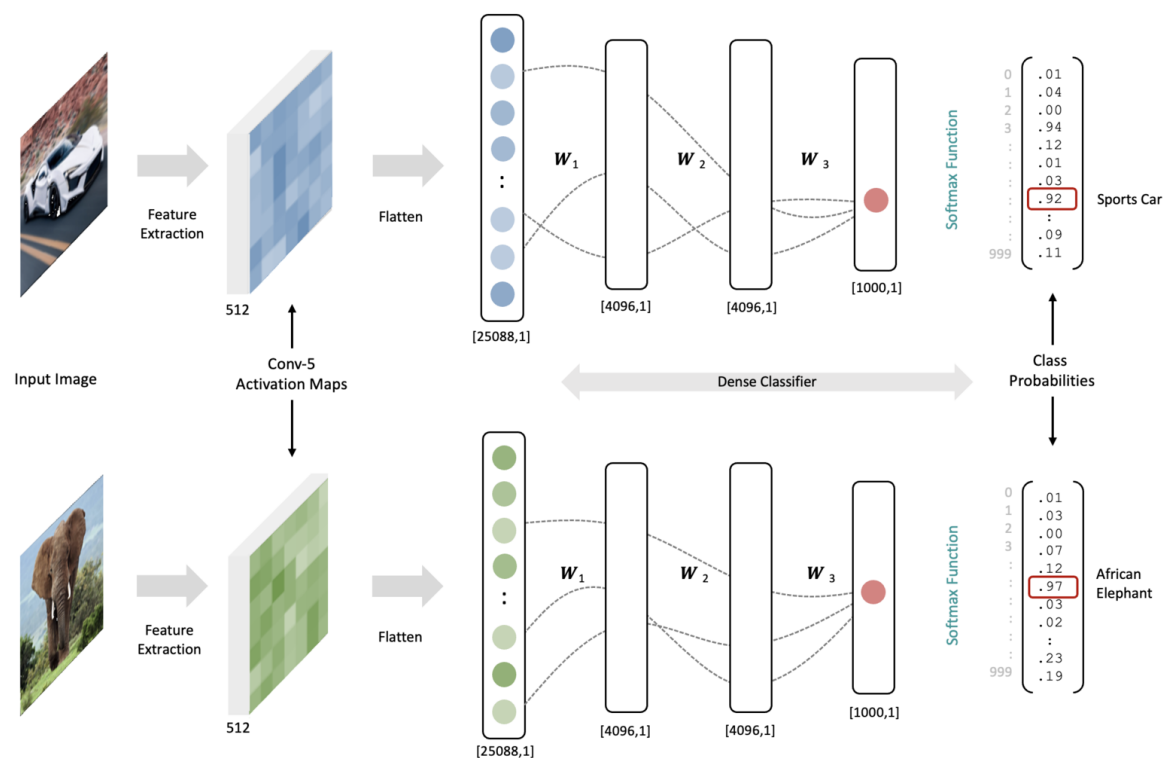 W1
W2
W3
Feature
Extraction
Flatten
512
[25088,1]
[4096,1]
[4096,1]
[1000,1]
Softmax Function
0
1
2
3
:
:
:
:
:
999
.01
.04
.00
.94
.12
.01
.03
.92
:
.09
.11
Sports Car
Input Image
Conv-5
Activation Maps
Dense Classifier
Class
Probabilities
W1
W2
W3
Feature
Extraction
Flatten
512
[25088,1]
[4096,1]
[4096,1]
[1000,1]
Softmax Function
0
1
2
3
:
:
:
:
:
999
.01
.03
.00
.07
.12
.97
.03
.02
:
.23
.19
African
Elephant